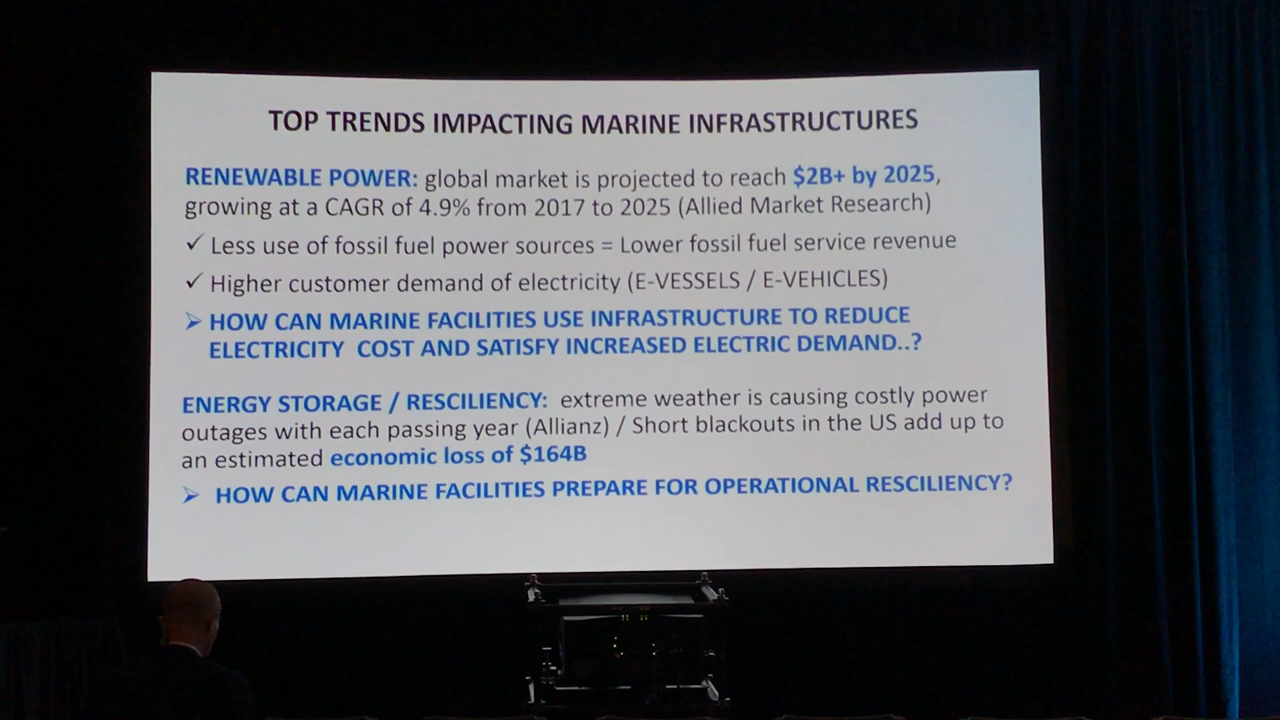 TOP TRENDS IMPACTING MARINE INFRASTRUCTURES
RENEWABLE POWER: global market is projected to reach $2B+ by 2025,
growing at a CAGR of 4.9% from 2017 to 2025 (Allied Market Research)
✓ Less use of fossil fuel power sources = Lower fossil fuel service revenue
✓ Higher customer demand of electricity (E-VESSELS / E-VEHICLES)
➢ HOW CAN MARINE FACILITIES USE INFRASTRUCTURE TO REDUCE
ELECTRICITY COST AND SATISFY INCREASED ELECTRIC DEMAND..?
ENERGY STORAGE / RESCILIENCY: extreme weather is causing costly power
outages with each passing year (Allianz) / Short blackouts in the US add up to
an estimated economic loss of $164B
➢ HOW CAN MARINE FACILITIES PREPARE FOR OPERATIONAL RESCILIENCY?